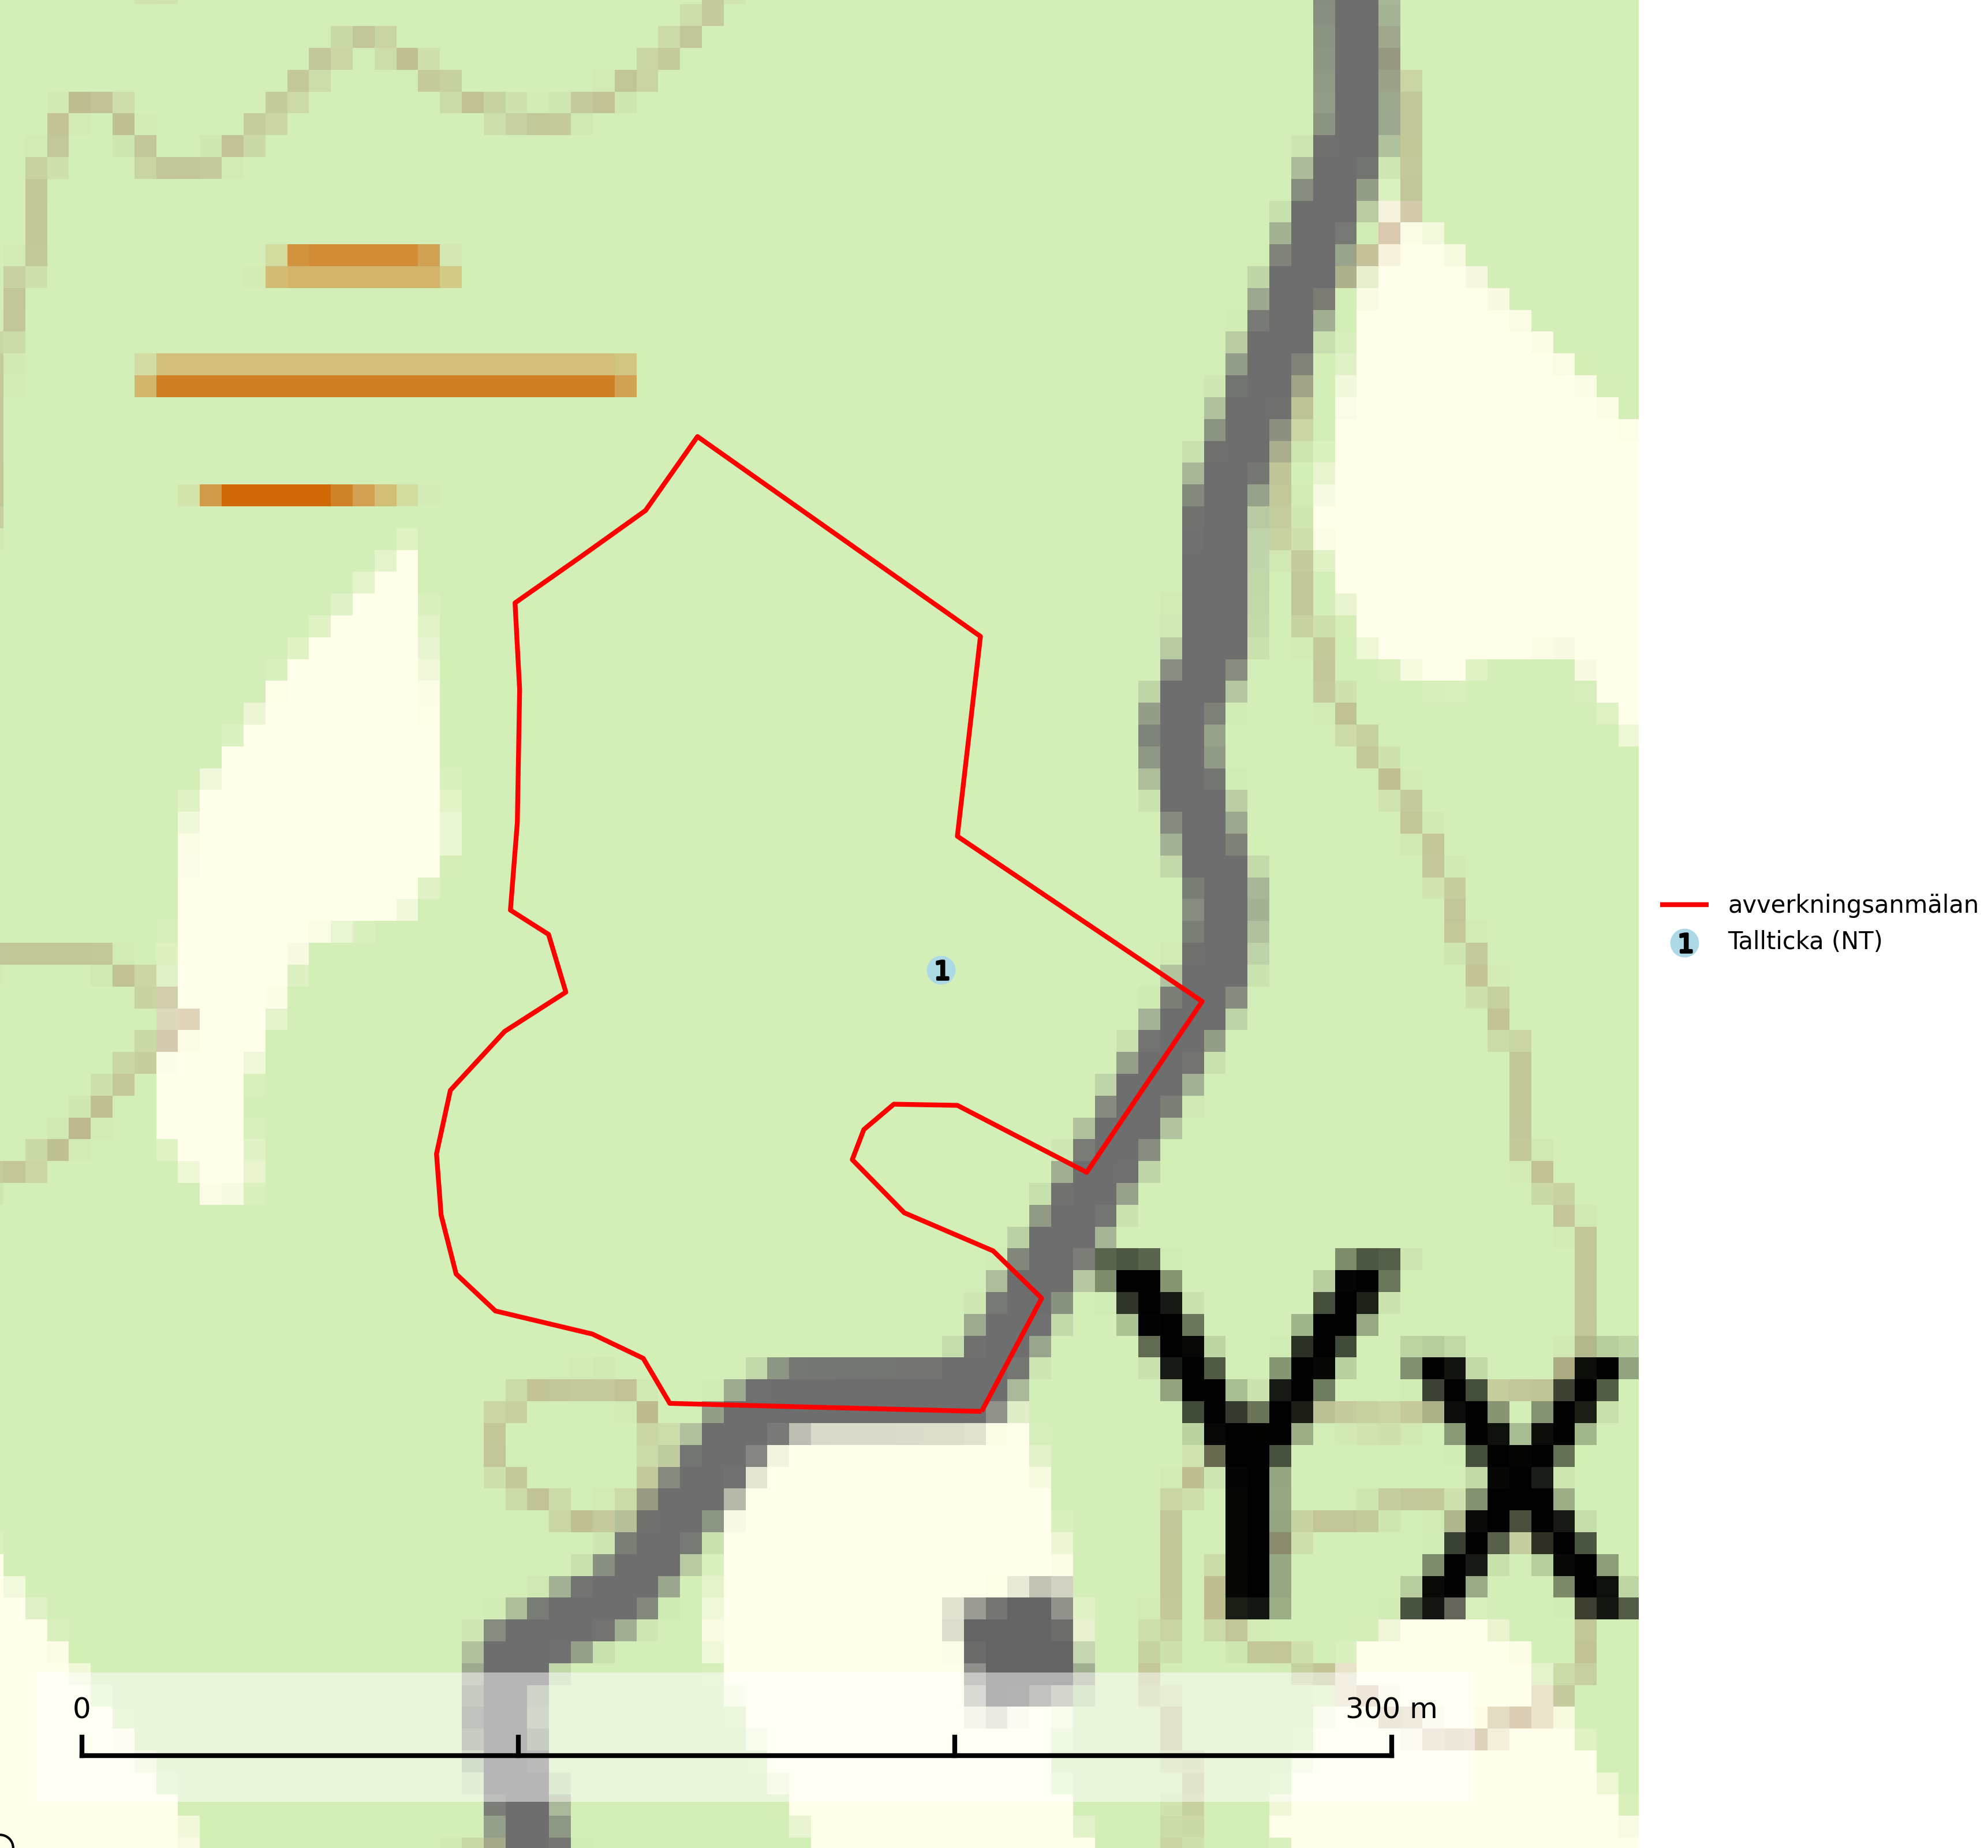 1
avverkningsanmälan
1 Tallticka (NT)
0 300 m